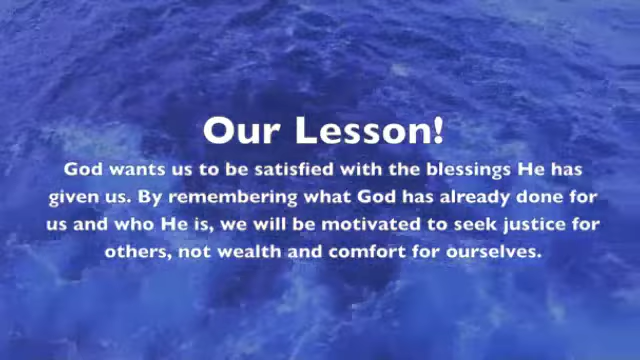 Our Lesson!
God wants us to be satisfied with the blessings He has
given us. By remembering what God has already done for
us and who He is, we will be motivated to seek justice for
others, not wealth and comfort for ourselves.